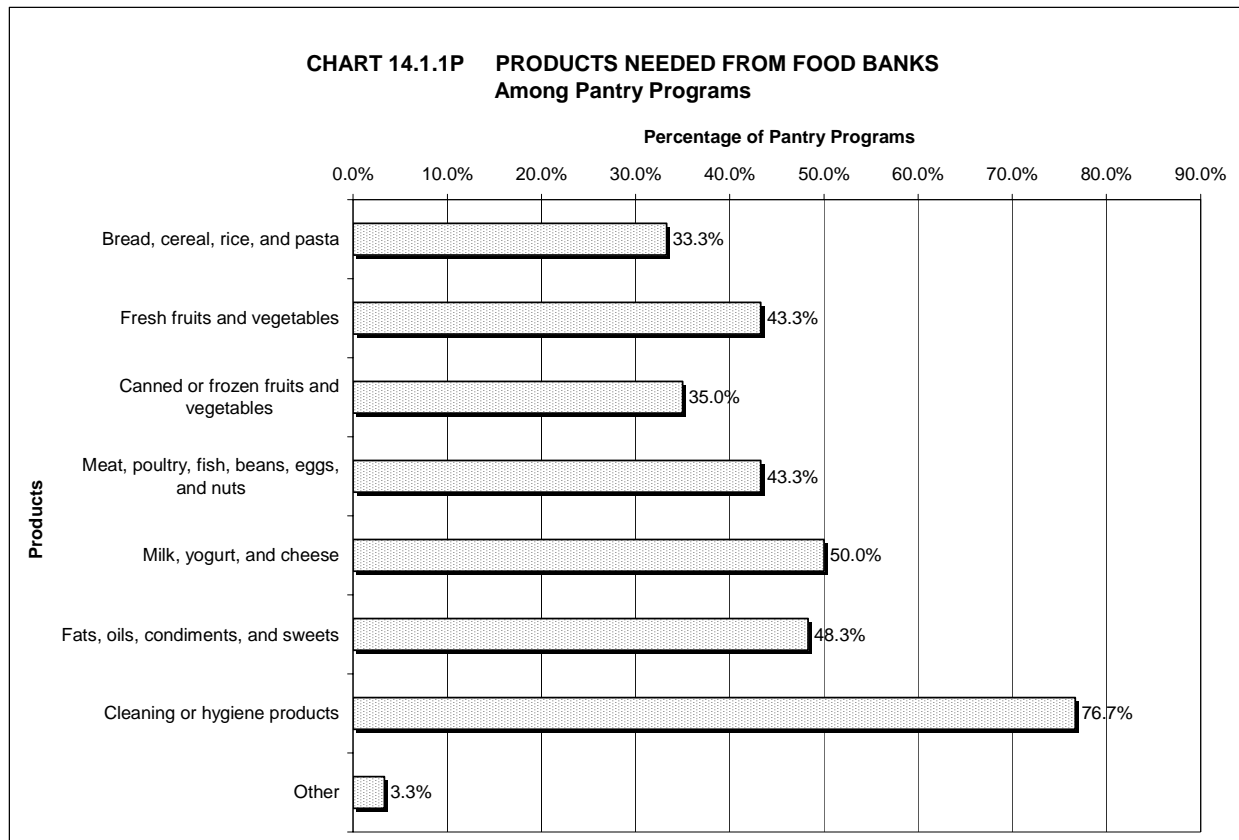 CHART 14.1.1P PRODUCTS NEEDED FROM FOOD BANKS
Among Pantry Programs
Percentage of Pantry Programs
0.0% 10.0% 20.0% 30.0% 40.0% 50.0% 60.0% 70.0% 80.0% 90.0%
Bread, cereal, rice, and pasta
33.3%
Fresh fruits and vegetables
43.3%
Canned or frozen fruits and
vegetables
35.0%
Meat, poultry, fish, beans, eggs,
and nuts
43.3%
Products
Milk, yogurt, and cheese
50.0%
Fats, oils, condiments, and sweets
48.3%
Cleaning or hygiene products
76.7%
Other
3.3%